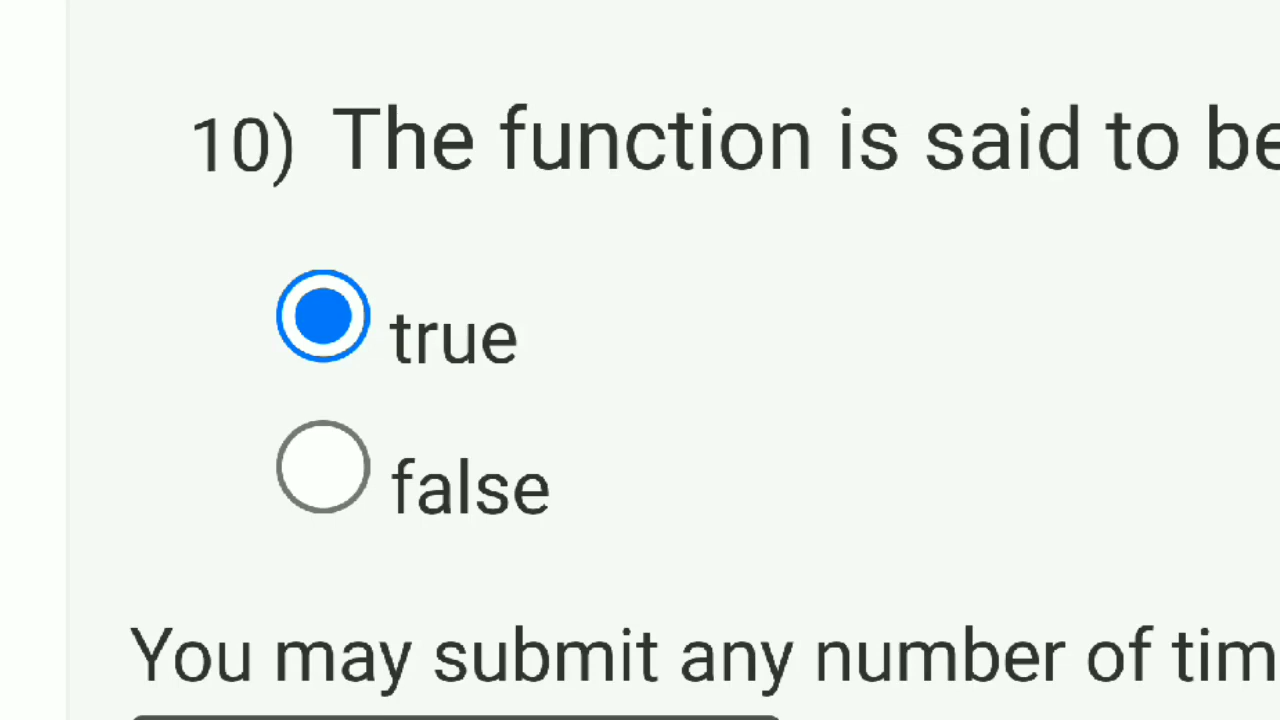 10) The function is said to be
true
false
You may submit any number of tim